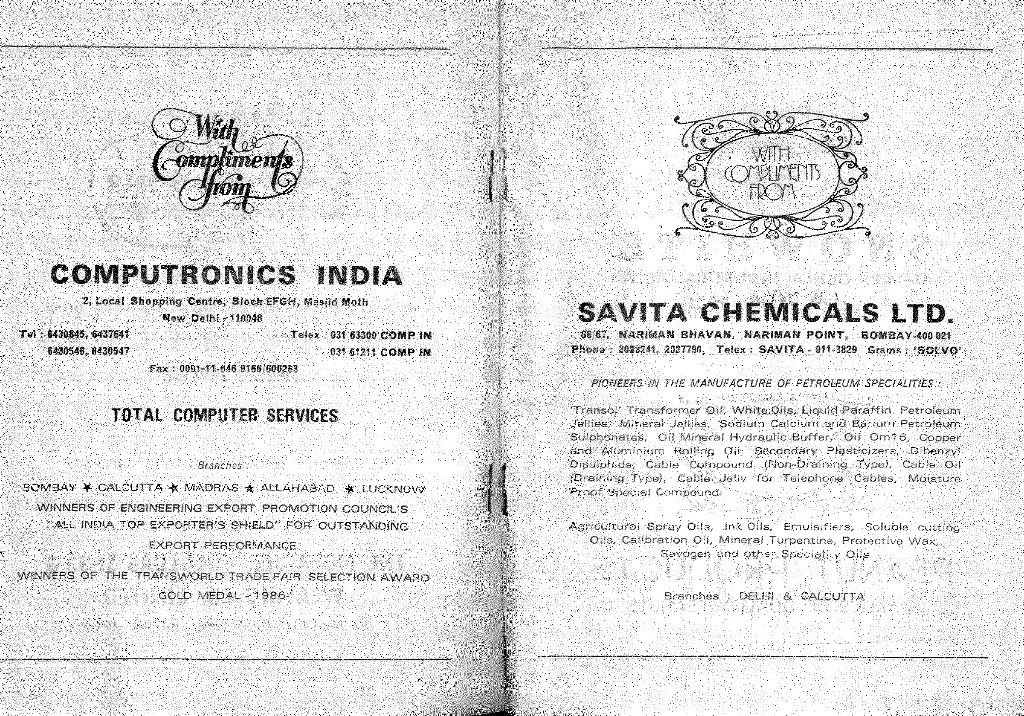 With
Compliments
from
COMPUTRONICS INDIA
2, Local Shopping Centre, Block EFGH, Masjid Moth
New Delhi - 110048
Tel : 6430845, 6437641 Telex : 031 63300 COMP IN
6430546, 6430547 031 61211 COMP IN
Fax : 0091-11-646
TOTAL COMPUTER SERVICES
Branches
BOMBAY ★ CALCUTTA ★ MADRAS ★ ALLAHABAD ★ LUCKNOW
WINNERS OF ENGINEERING EXPORT PROMOTION COUNCIL'S
"ALL INDIA TOP EXPORTER'S SHIELD" FOR OUTSTANDING
EXPORT PERFORMANCE
WINNERS OF THE TRANSWORLD TRADE FAIR SELECTION AWARD
GOLD MEDAL - 1986
WITH
COMPLIMENTS
FROM
SAVITA CHEMICALS LTD.
66/67, NARIMAN BHAVAN, NARIMAN POINT, BOMBAY-400 021
Phone : 2023241, 2027790, Telex : SAVITA - 011-3829 Grams : 'SOLVO'
PIONEERS IN THE MANUFACTURE OF PETROLEUM SPECIALITIES :
'Transol' Transformer Oil, White Oils, Liquid Paraffin, Petroleum
Jellies, Mineral Jellies, Sodium Calcium and Barium Petroleum
Sulphonates, Oil Mineral Hydraulic Buffer, Oil Om16, Copper
and Aluminium Rolling Oil, Secondary Plasticizers, Dibenzyl
Disulphide, Cable Compound (Non-Draining Type), Cable Oil
(Draining Type), Cable Jelly for Telephone Cables, Moisture
Proof Special Compound.
Agricultural Spray Oils, Ink Oils, Emulsifiers, Soluble cutting
Oils, Calibration Oil, Mineral Turpentine, Protective Wax,
Savogen and other Speciality Oils
Branches : DELHI & CALCUTTA